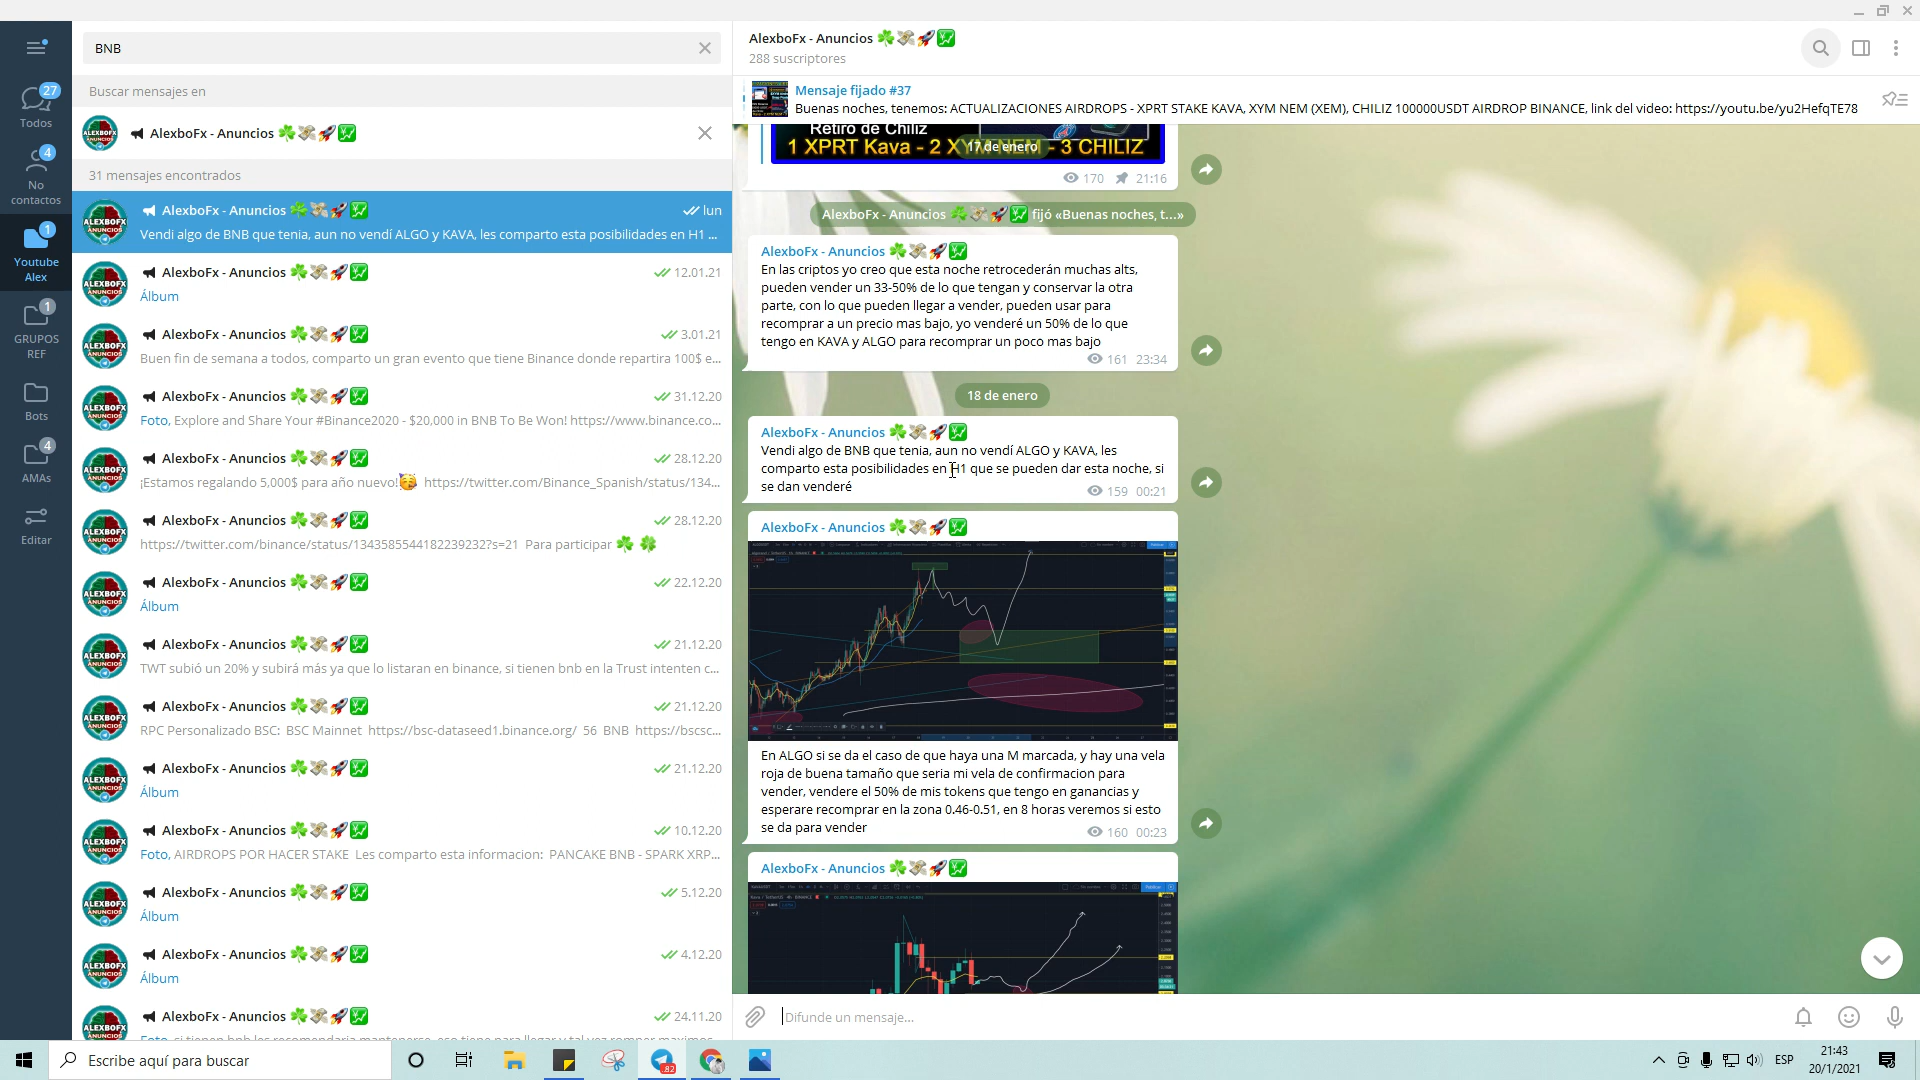 BNB
Buscar mensajes en
AlexboFx - Anuncios
31 mensajes encontrados
AlexboFx - Anuncios
lun
Vendi algo de BNB que tenia, aun no vendí ALGO y KAVA, les comparto esta posibilidades en H1 ...
AlexboFx - Anuncios
12.01.21
Álbum
AlexboFx - Anuncios
3.01.21
Buen fin de semana a todos, comparto un gran evento que tiene Binance donde repartira 100$ e...
AlexboFx - Anuncios
31.12.20
Foto, Explore and Share Your #Binance2020 - $20,000 in BNB To Be Won! https://www.binance.co...
AlexboFx - Anuncios
28.12.20
¡Estamos regalando 5,000$ para año nuevo! https://twitter.com/Binance_Spanish/status/134...
AlexboFx - Anuncios
28.12.20
https://twitter.com/binance/status/1343585544182239232?s=21 Para participar
AlexboFx - Anuncios
22.12.20
Álbum
AlexboFx - Anuncios
21.12.20
TWT subió un 20% y subirá más ya que lo listaran en binance, si tienen bnb en la Trust intenten c...
AlexboFx - Anuncios
21.12.20
RPC Personalizado BSC: BSC Mainnet https://bsc-dataseed1.binance.org/ 56 BNB https://bscsc...
AlexboFx - Anuncios
21.12.20
Álbum
AlexboFx - Anuncios
10.12.20
Foto, AIRDROPS POR HACER STAKE Les comparto esta informacion: PANCAKE BNB - SPARK XRP...
AlexboFx - Anuncios
5.12.20
Álbum
AlexboFx - Anuncios
4.12.20
Álbum
AlexboFx - Anuncios
24.11.20
27
Todos
4
No
contactos
1
Youtube
Alex
1
GRUPOS
REF
Bots
4
AMAs
Editar
AlexboFx - Anuncios
288 suscriptores
Mensaje fijado #37
Buenas noches, tenemos: ACTUALIZACIONES AIRDROPS - XPRT STAKE KAVA, XYM NEM (XEM), CHILIZ 100000USDT AIRDROP BINANCE, link del video: https://youtu.be/yu2HefqTE78
Retiro de Chiliz
1 XPRT Kava - 2 XYM NEM - 3 CHILIZ
17 de enero
170 21:16
AlexboFx - Anuncios fijó «Buenas noches, t...»
AlexboFx - Anuncios
En las criptos yo creo que esta noche retrocederán muchas alts,
pueden vender un 33-50% de lo que tengan y conservar la otra
parte, con lo que pueden llegar a vender, pueden usar para
recomprar a un precio mas bajo, yo venderé un 50% de lo que
tengo en KAVA y ALGO para recomprar un poco mas bajo
161 23:34
18 de enero
AlexboFx - Anuncios
Vendi algo de BNB que tenia, aun no vendí ALGO y KAVA, les
comparto esta posibilidades en H1 que se pueden dar esta noche, si
se dan venderé
159 00:21
AlexboFx - Anuncios
En ALGO si se da el caso de que haya una M marcada, y hay una vela
roja de buena tamaño que seria mi vela de confirmacion para
vender, vendere el 50% de mis tokens que tengo en ganancias y
esperare recomprar en la zona 0.46-0.51, en 8 horas veremos si esto
se da para vender
160 00:23
AlexboFx - Anuncios
Difunde un mensaje...
Escribe aquí para buscar
82
ESP
21:43
20/1/2021